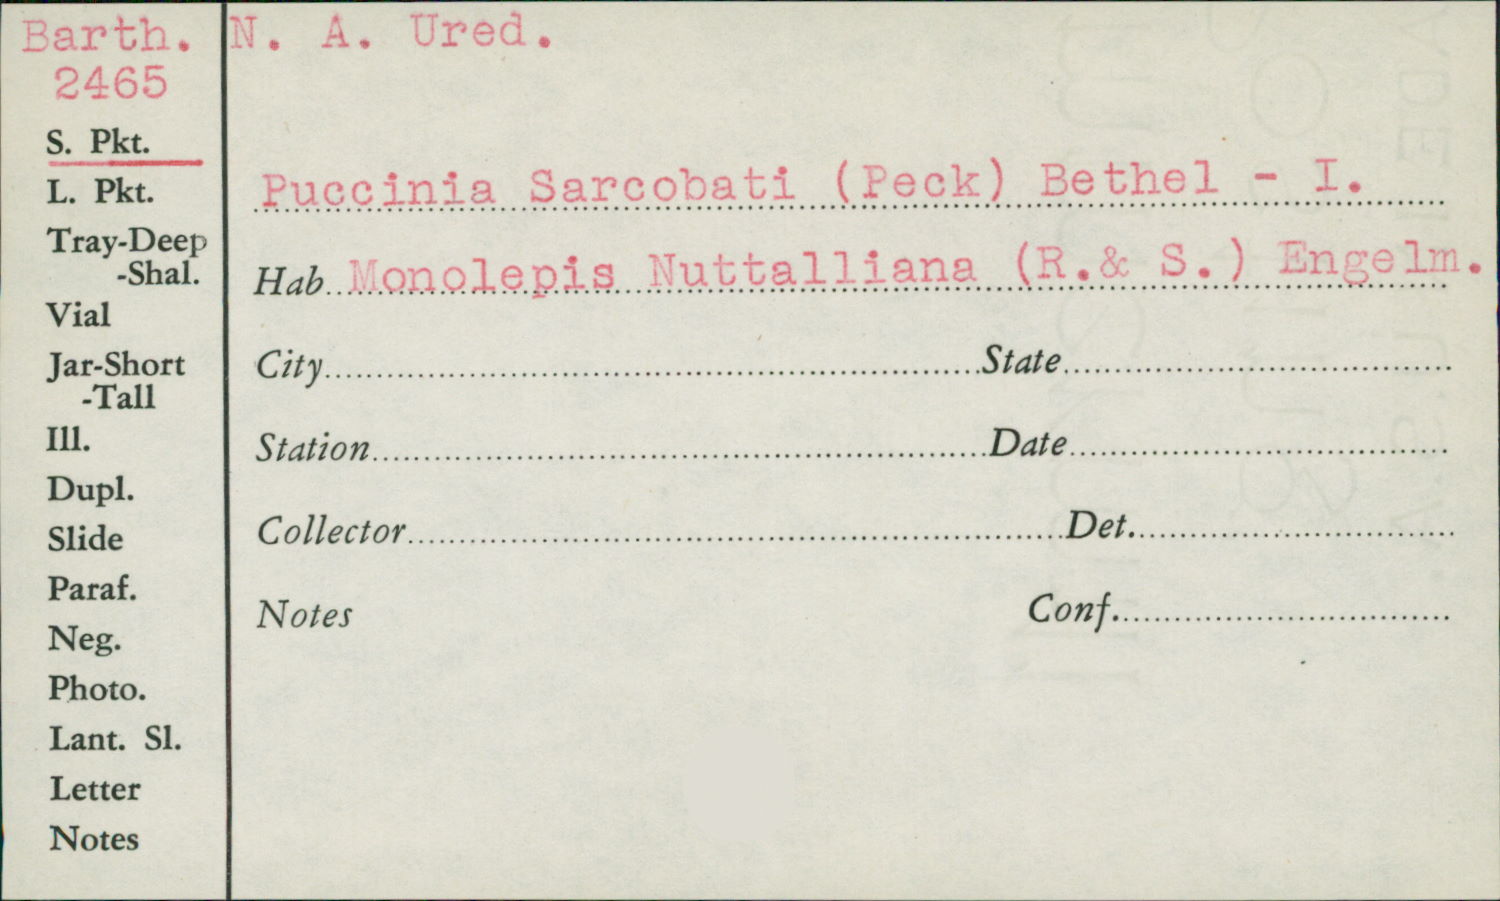 Barth. N. A. Ured.
2465
S. Pkt.
L. Pkt.
Tray-Deep
-Shal.
Vial
Jar-Short
-Tall
Ill.
Dupl.
Slide
Paraf.
Neg.
Photo.
Lant. Sl.
Letter
Notes
Puccinia Sarcobati (Peck) Bethel - I.
Hab Monolepis Nuttalliana (R.& S.) Engelm.
City State
Station Date
Collector Det.
Notes Conf.